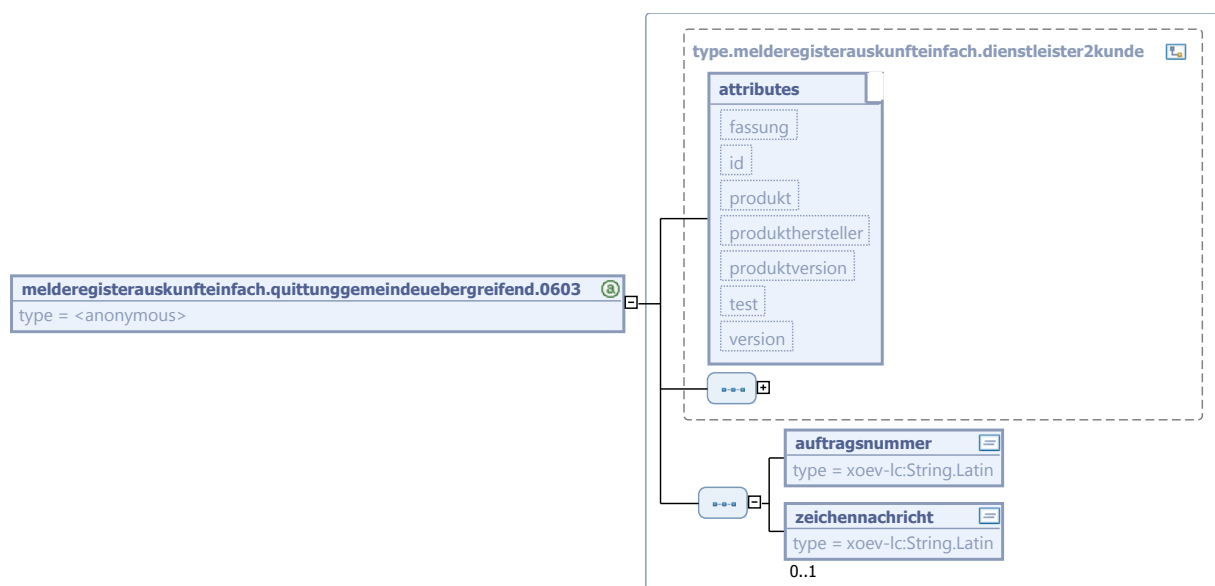 type.melderegisterauskunfteinfach.dienstleister2kunde
attributes
fassung
id
produkt
produkthersteller
produktversion
test
version
melderegisterauskunfteinfach.quittunggemeindeuebergreifend.0603
a
type = <anonymous>
auftragsnummer
type = xoev-lc:String.Latin
zeichennachricht
type = xoev-lc:String.Latin
0..1